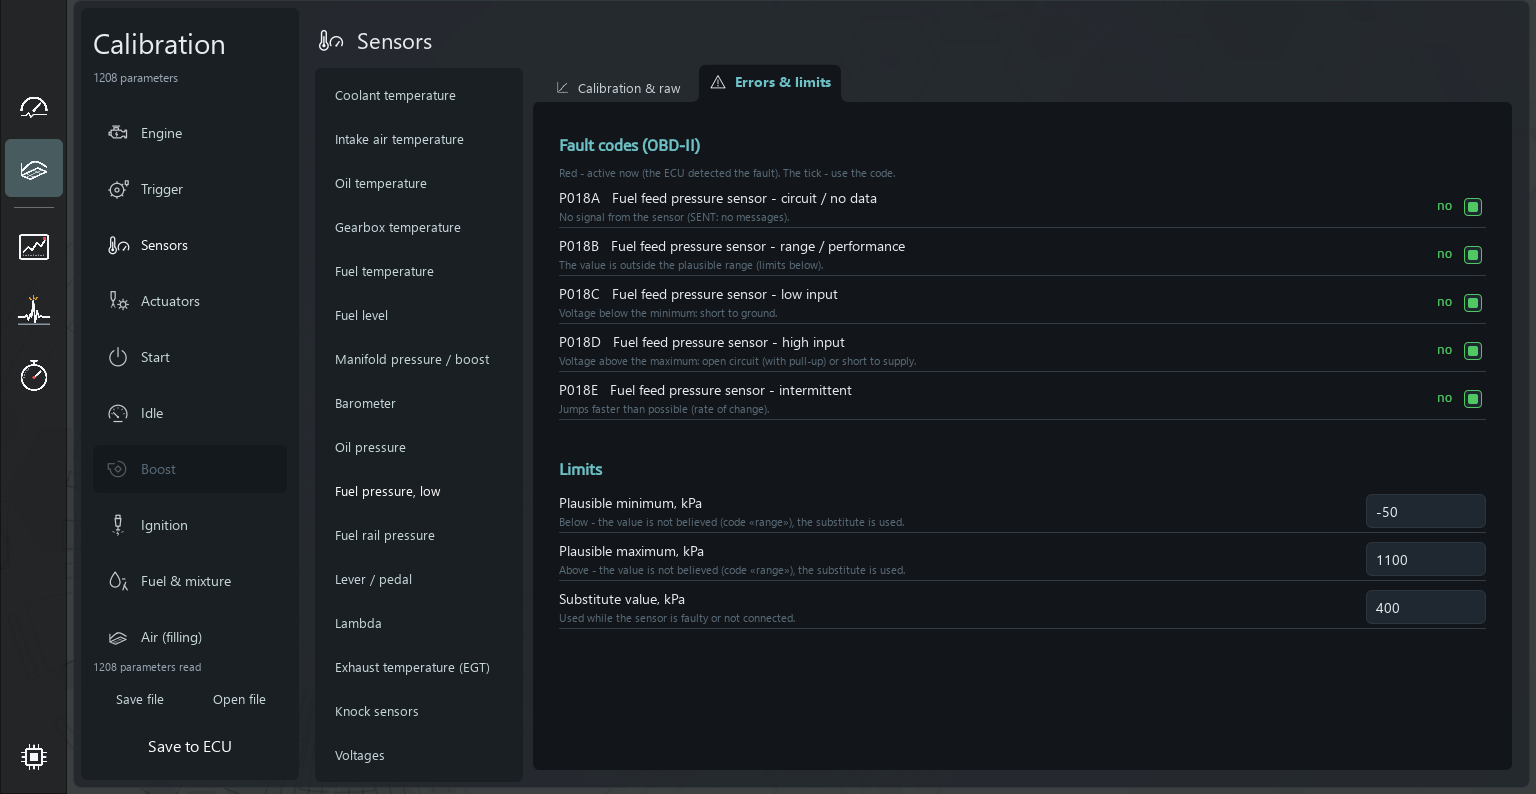 Calibration
1208 parameters
Engine
Trigger
Sensors
Actuators
Start
Idle
Boost
Ignition
Fuel & mixture
Air (filling)
1208 parameters read
Save file
Open file
Save to ECU
Sensors
Coolant temperature
Intake air temperature
Oil temperature
Gearbox temperature
Fuel temperature
Fuel level
Manifold pressure / boost
Barometer
Oil pressure
Fuel pressure, low
Fuel rail pressure
Lever / pedal
Lambda
Exhaust temperature (EGT)
Knock sensors
Voltages
Calibration & raw
Errors & limits
Fault codes (OBD-II)
Red - active now (the ECU detected the fault). The tick - use the code.
P018A Fuel feed pressure sensor - circuit / no data
No signal from the sensor (SENT: no messages).
no
P018B Fuel feed pressure sensor - range / performance
The value is outside the plausible range (limits below).
no
P018C Fuel feed pressure sensor - low input
Voltage below the minimum: short to ground.
no
P018D Fuel feed pressure sensor - high input
Voltage above the maximum: open circuit (with pull-up) or short to supply.
no
P018E Fuel feed pressure sensor - intermittent
Jumps faster than possible (rate of change).
no
Limits
Plausible minimum, kPa
Below - the value is not believed (code «range»), the substitute is used.
-50
Plausible maximum, kPa
Above - the value is not believed (code «range»), the substitute is used.
1100
Substitute value, kPa
Used while the sensor is faulty or not connected.
400